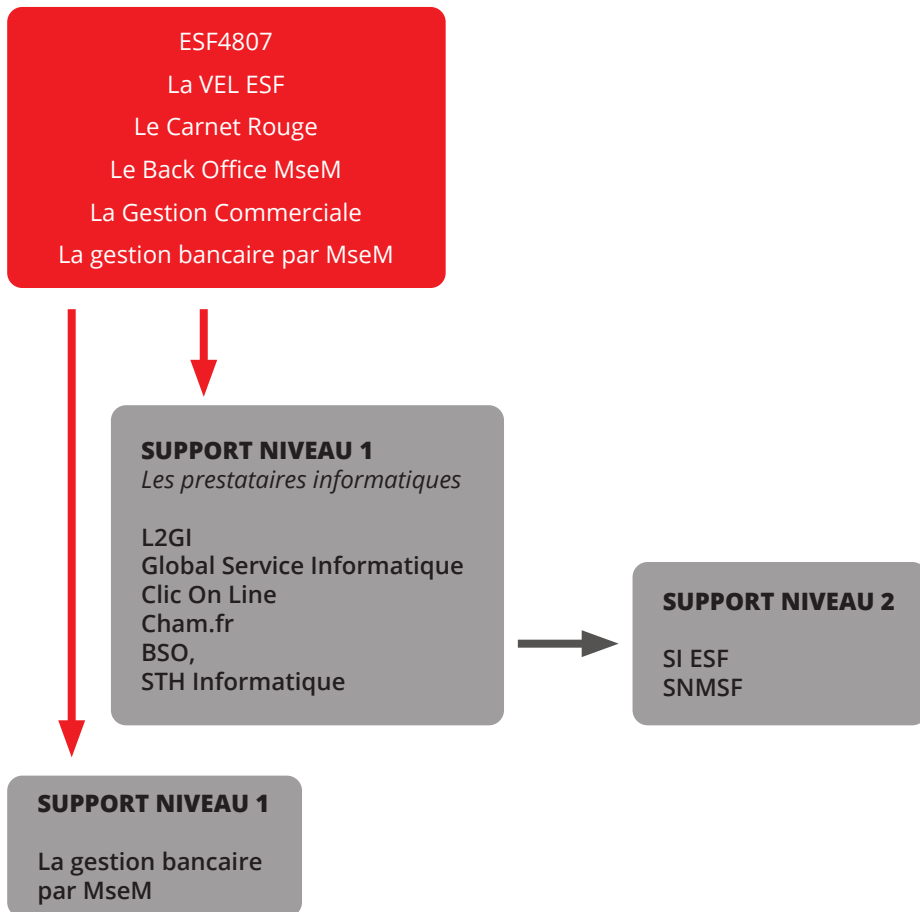 ESF4807
La VEL ESF
Le Carnet Rouge
Le Back Office MseM
La Gestion Commerciale
La gestion bancaire par MseM
SUPPORT NIVEAU 1
Les prestataires informatiques
L2GI
Global Service Informatique
Clic On Line
Cham.fr
BSO,
STH Informatique
SUPPORT NIVEAU 2
SI ESF
SNMSF
SUPPORT NIVEAU 1
La gestion bancaire
par MseM